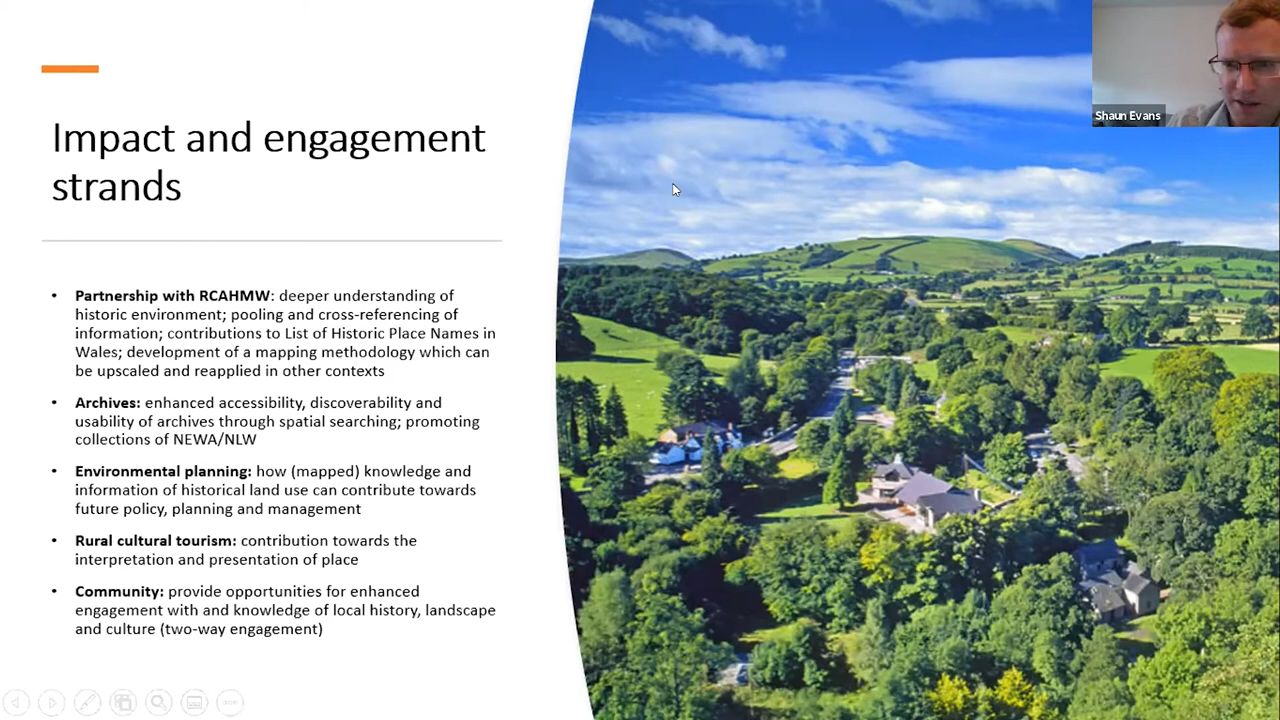 Shaun Evans
Impact and engagement
strands
• Partnership with RCAHMW: deeper understanding of
historic environment; pooling and cross-referencing of
information; contributions to List of Historic Place Names in
Wales; development of a mapping methodology which can
be upscaled and reapplied in other contexts
• Archives: enhanced accessibility, discoverability and
usability of archives through spatial searching; promoting
collections of NEWA/NLW
• Environmental planning: how (mapped) knowledge and
information of historical land use can contribute towards
future policy, planning and management
• Rural cultural tourism: contribution towards the
interpretation and presentation of place
• Community: provide opportunities for enhanced
engagement with and knowledge of local history, landscape
and culture (two-way engagement)